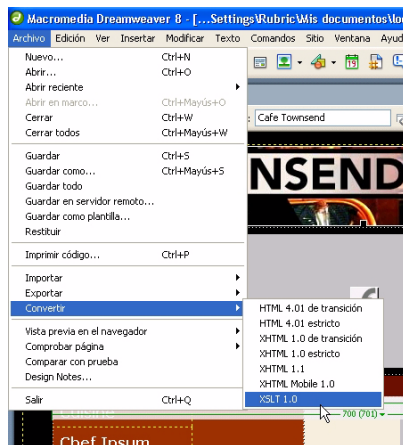 Macromedia Dreamweaver 8 - [...Settings\Rubric\Mis documentos\loc
Archivo Edición Ver Insertar Modificar Texto Comandos Sitio Ventana Ayud
Nuevo... Ctrl+N
Abrir... Ctrl+O
Abrir reciente
Abrir en marco... Ctrl+Mayús+O
Cerrar Ctrl+W
Cerrar todos Ctrl+Mayús+W
Guardar Ctrl+S
Guardar como... Ctrl+Mayús+S
Guardar todo
Guardar en servidor remoto...
Guardar como plantilla...
Restituir
Imprimir código... Ctrl+P
Importar
Exportar
Convertir
Vista previa en el navegador
Comprobar página
Comparar con prueba
Design Notes...
Salir Ctrl+Q
: Cafe Townsend
NSEND
HTML 4.01 de transición
HTML 4.01 estricto
XHTML 1.0 de transición
XHTML 1.0 estricto
XHTML 1.1
XHTML Mobile 1.0
XSLT 1.0
700 (701)
Cuisine
Chef Ipsum